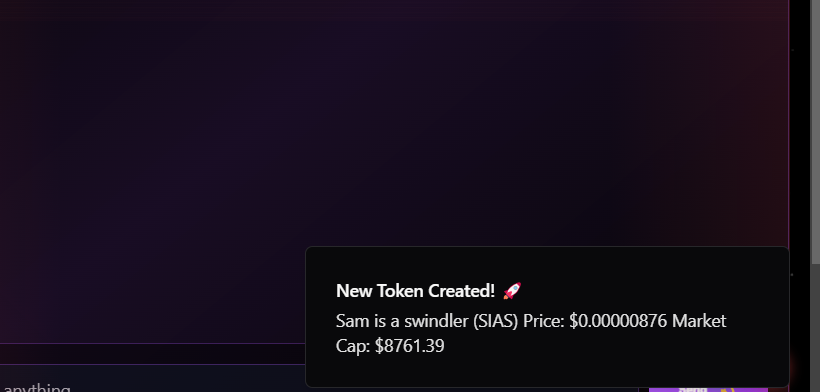 New Token Created! 🚀
Sam is a swindler (SIAS) Price: $0.00000876 Market
Cap: $8761.39
anything